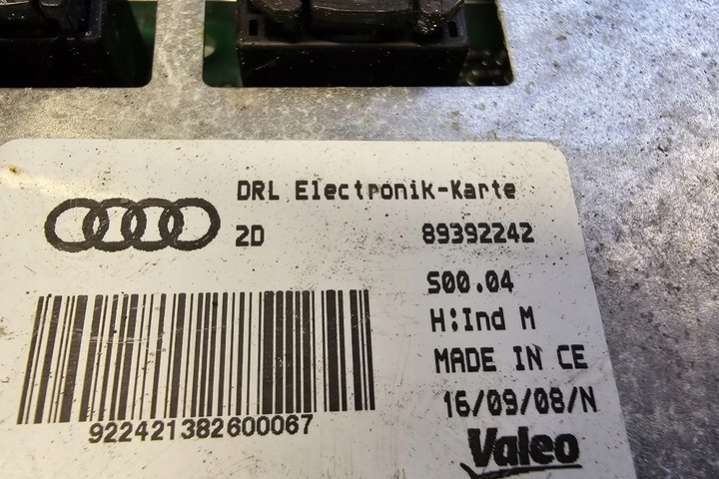 DRL Electronik-Karte
2D 89392242
S00.04
H:Ind M
MADE IN CE
16/09/08/N
922421382600067
Valeo